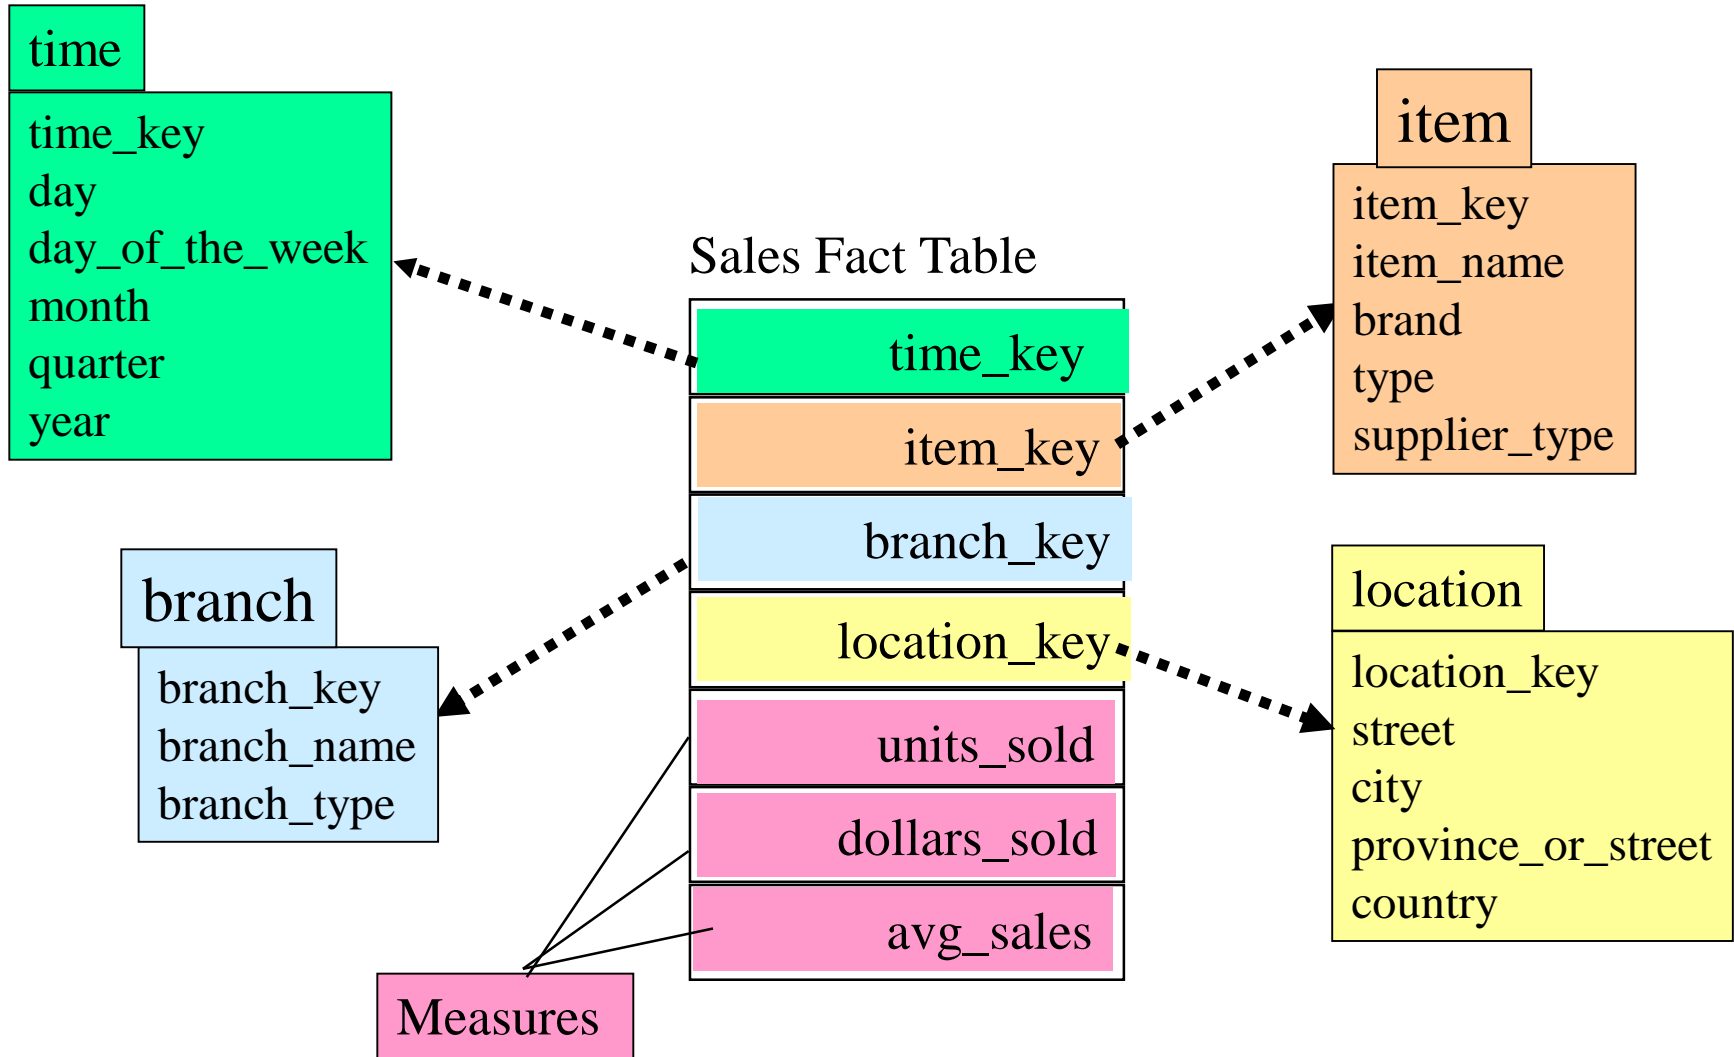 time
time_key
day
day_of_the_week
month
quarter
year
item
item_key
item_name
brand
type
supplier_type
Sales Fact Table
time_key
item_key
branch_key
location_key
units_sold
dollars_sold
avg_sales
branch
branch_key
branch_name
branch_type
location
location_key
street
city
province_or_street
country
Measures